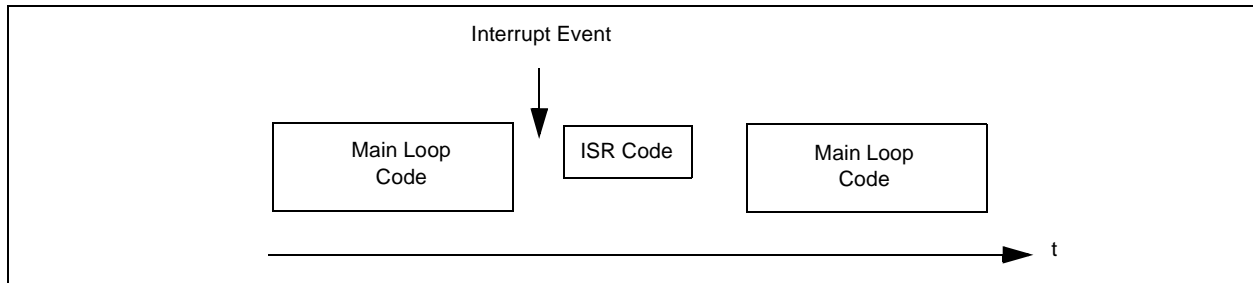 Interrupt Event
Main Loop
Code
ISR Code
Main Loop
Code
t